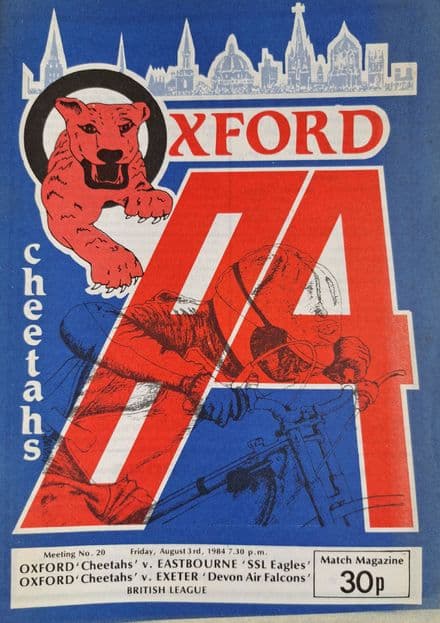 OXFORD
cheetahs
84
Meeting No. 20 Friday, August 3rd, 1984 7.30 p.m.
OXFORD 'Cheetahs' v. EASTBOURNE 'SSL Eagles'
OXFORD 'Cheetahs' v. EXETER 'Devon Air Falcons'
BRITISH LEAGUE
Match Magazine
30p